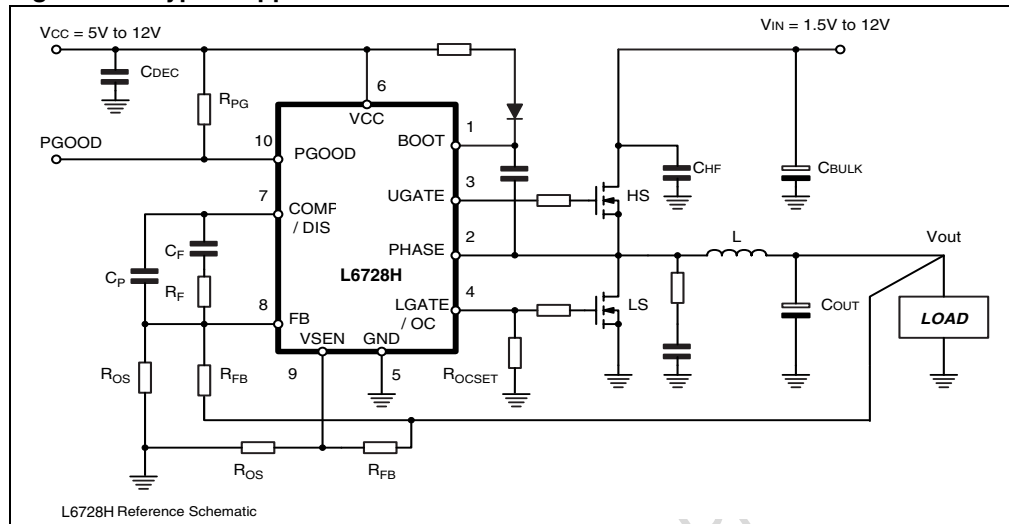 VCC = 5V to 12V
VIN = 1.5V to 12V
CDEC
6
RPG
VCC
1
BOOT
PGOOD
10
PGOOD
3
CHF
CBULK
UGATE
HS
7
COMP
/ DIS
2
PHASE
L
Vout
CF
L6728H
CP
RF
4
LGATE
/ OC
LS
COUT
LOAD
8
FB
VSEN
GND
ROS
RFB
9
5
ROCSET
ROS
RFB
L6728H Reference Schematic